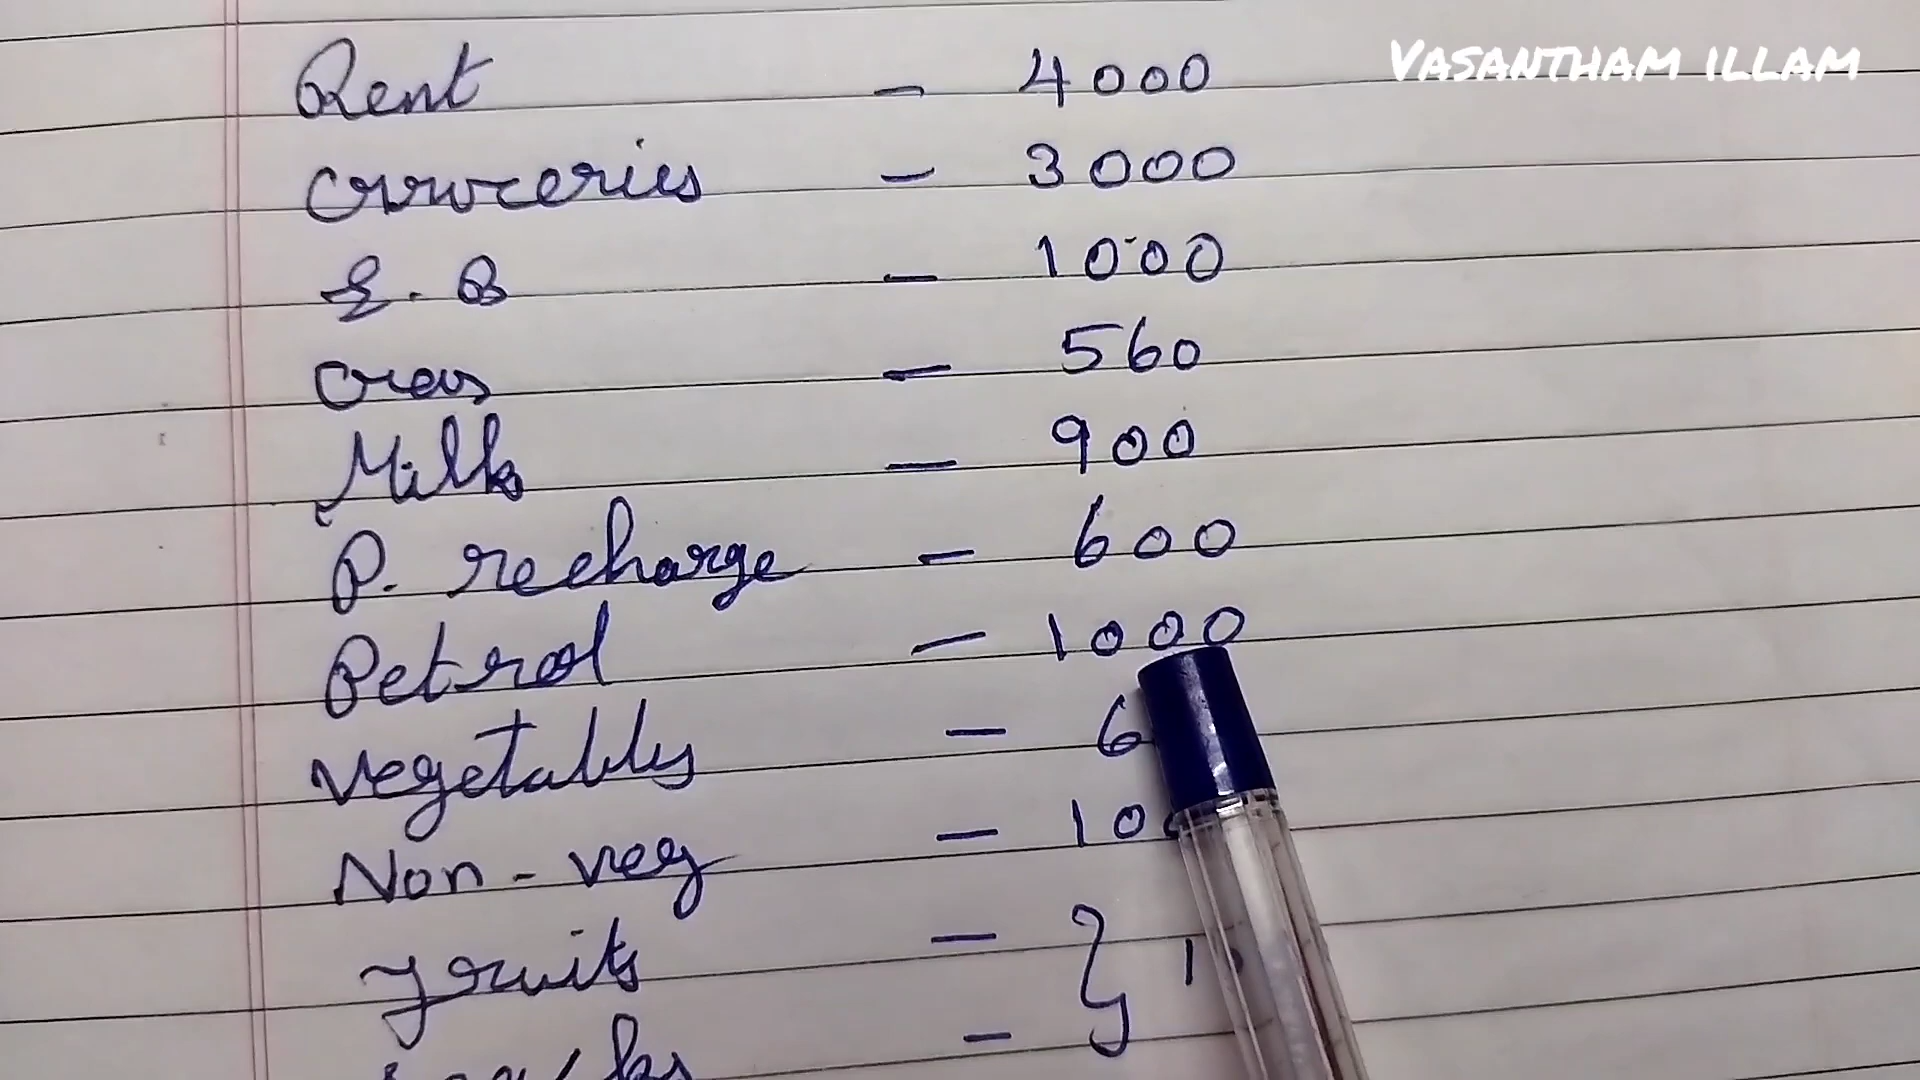 VASANTHAM ILLAM
Rent - 4000
Groceries - 3000
E.B - 1000
Gas - 560
Milk - 900
P. recharge - 600
Petrol - 1000
Vegetables - 6
Non-veg - 10
Fruits - } 1